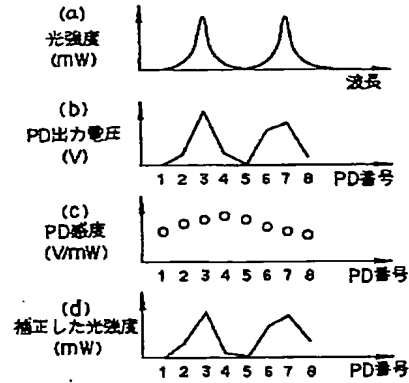 (a)
光強度
(mW)
波長
(b)
PD出力電圧
(V)
1 2 3 4 5 6 7 8 PD番号
(c)
PD感度
(V/mW)
1 2 3 4 5 6 7 8 PD番号
(d)
補正した光強度
(mW)
1 2 3 4 5 6 7 8 PD番号